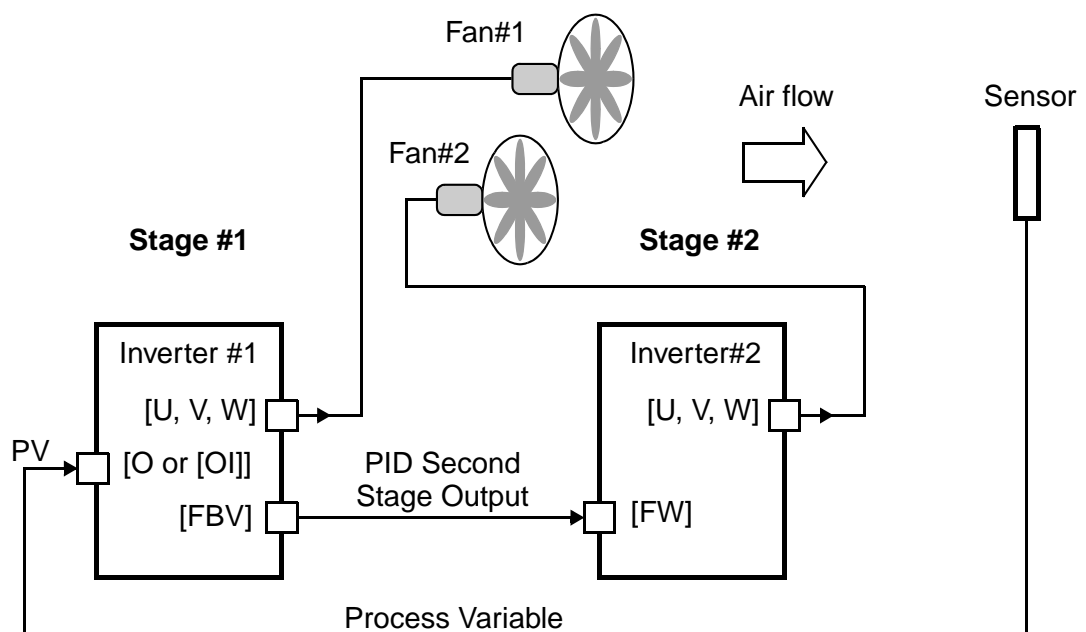 Fan#1
Air flow
Sensor
Fan#2
Stage #1
Stage #2
Inverter #1
Inverter#2
[U, V, W]
[U, V, W]
PV
[O or [OI]]
PID Second
Stage Output
[FBV]
[FW]
Process Variable